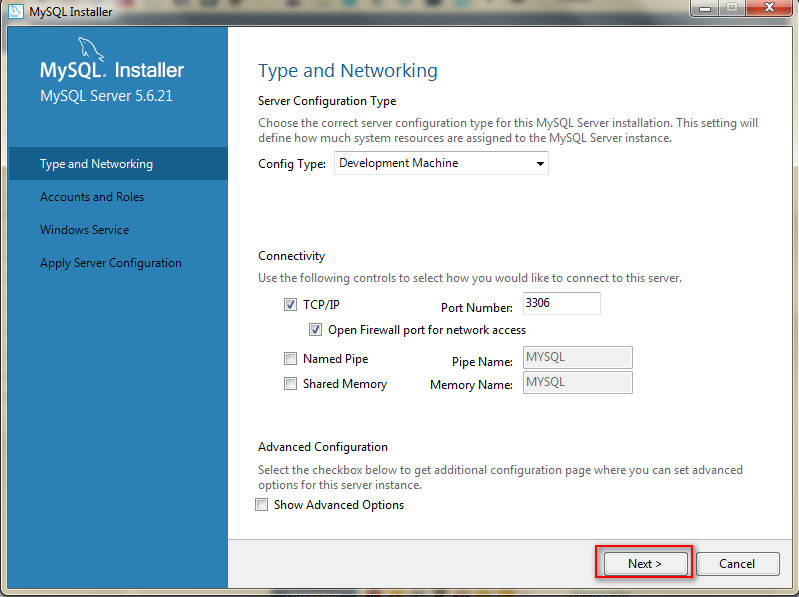 MySQL Installer
MySQL. Installer
MySQL Server 5.6.21
Type and Networking
Accounts and Roles
Windows Service
Apply Server Configuration
Type and Networking
Server Configuration Type
Choose the correct server configuration type for this MySQL Server installation. This setting will
define how much system resources are assigned to the MySQL Server instance.
Config Type: Development Machine
Connectivity
Use the following controls to select how you would like to connect to this server.
TCP/IP Port Number: 3306
Open Firewall port for network access
Named Pipe Pipe Name: MYSQL
Shared Memory Memory Name: MYSQL
Advanced Configuration
Select the checkbox below to get additional configuration page where you can set advanced
options for this server instance.
Show Advanced Options
Next > Cancel